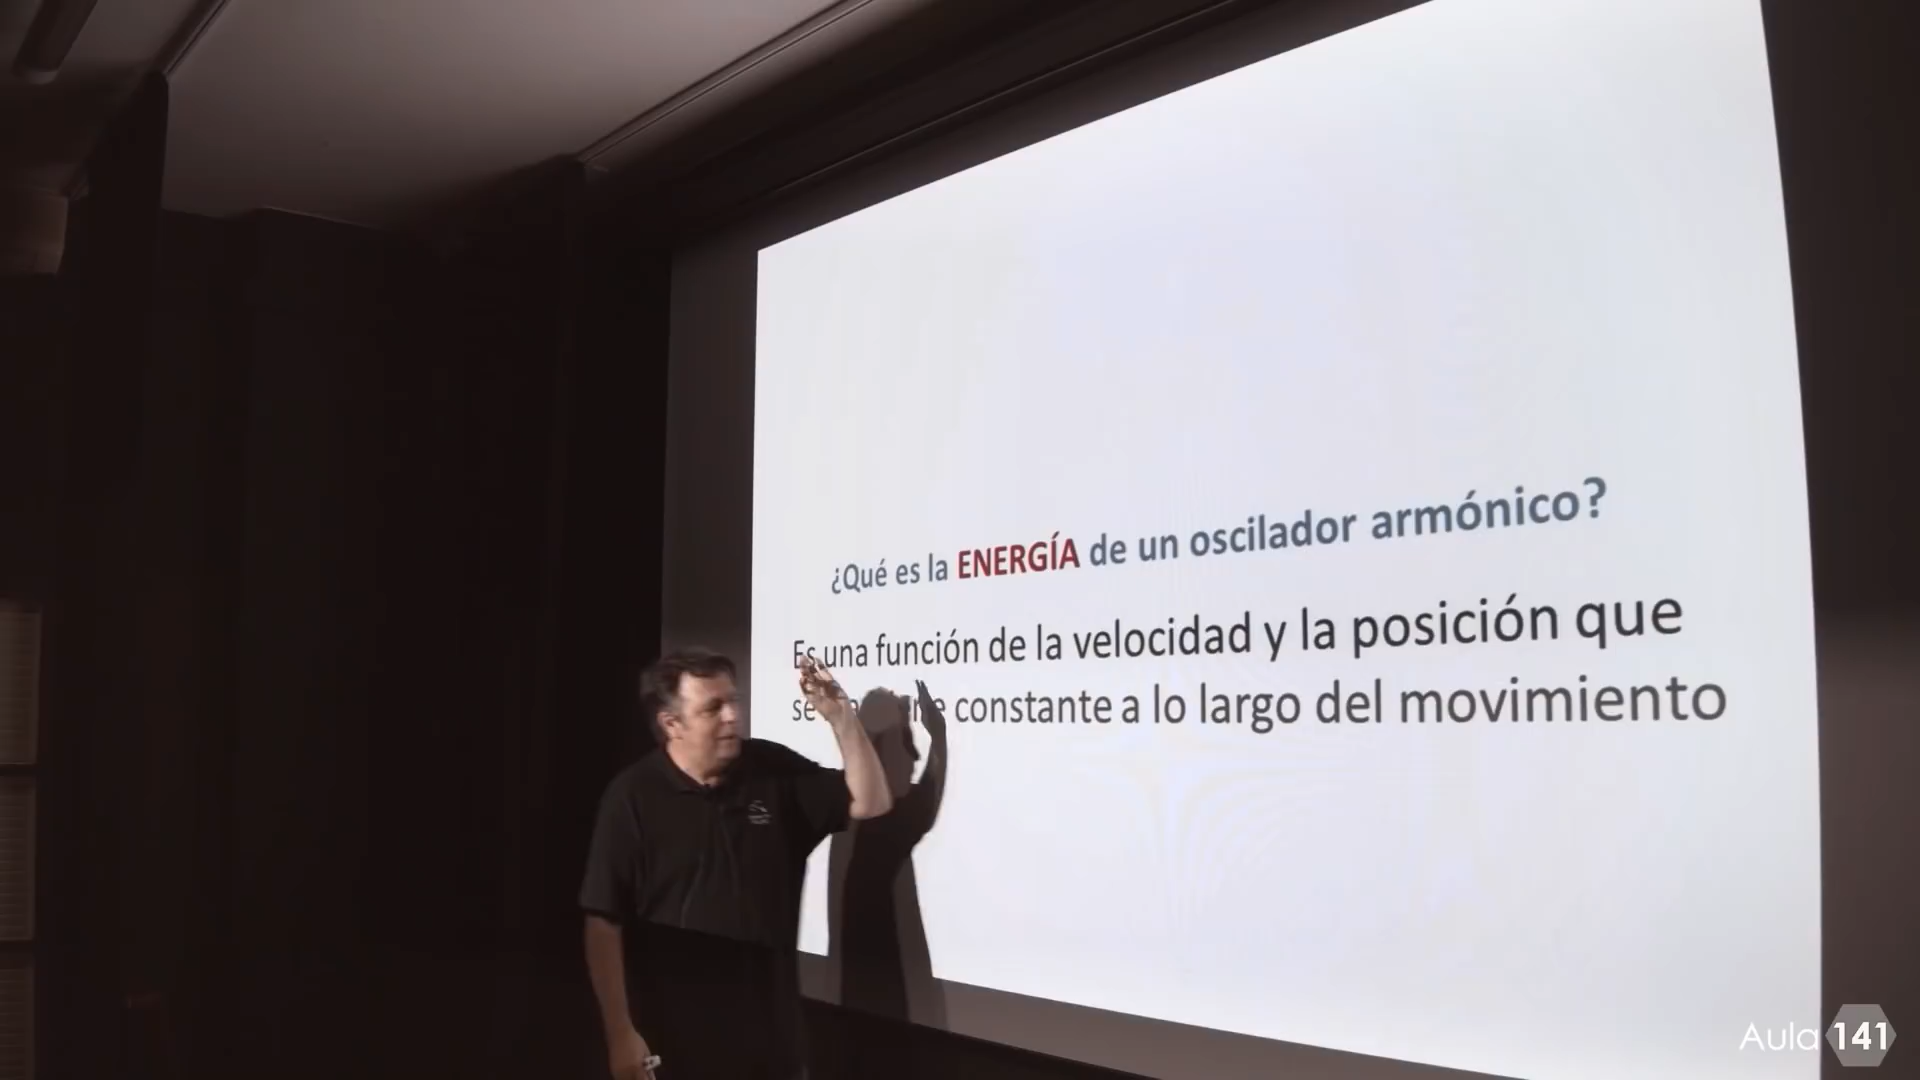 ¿Qué es la ENERGÍA de un oscilador armónico?
Es una función de la velocidad y la posición que
se constante a lo largo del movimiento
Aula 141